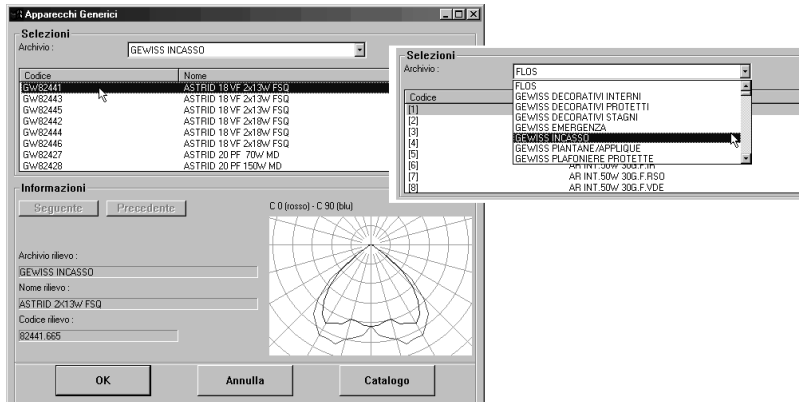 Apparecchi Generici
Selezioni
Archivio :
GEWISS INCASSO
Codice Nome
GW82441 ASTRID 18 VF 2x13W FSQ
GW82443 ASTRID 18 VF 2x13W FSQ
GW82445 ASTRID 18 VF 2x13W FSQ
GW82442 ASTRID 18 VF 2x18W FSQ
GW82444 ASTRID 18 VF 2x18W FSQ
GW82446 ASTRID 18 VF 2x18W FSQ
GW82427 ASTRID 20 PF 70W MD
GW82428 ASTRID 20 PF 150W MD
Informazioni
Seguente Precedente
C 0 (rosso) - C 90 (blu)
Archivio rilievo :
GEWISS INCASSO
Nome rilievo :
ASTRID 2X13W FSQ
Codice rilievo :
82441.665
OK Annulla Catalogo
Selezioni
Archivio :
FLOS
FLOS
GEWISS DECORATIVI INTERNI
GEWISS DECORATIVI PROTETTI
GEWISS DECORATIVI STAGNI
GEWISS EMERGENZA
GEWISS INCASSO
GEWISS PIANTANE/APPLIQUE
GEWISS PLAFONIERE PROTETTE
Codice
[1]
[2]
[3]
[4]
[5]
[6] AR INT.50W 30G.F.IR
[7] AR INT.50W 30G.F.RSO
[8] AR INT.50W 30G.F.VDE